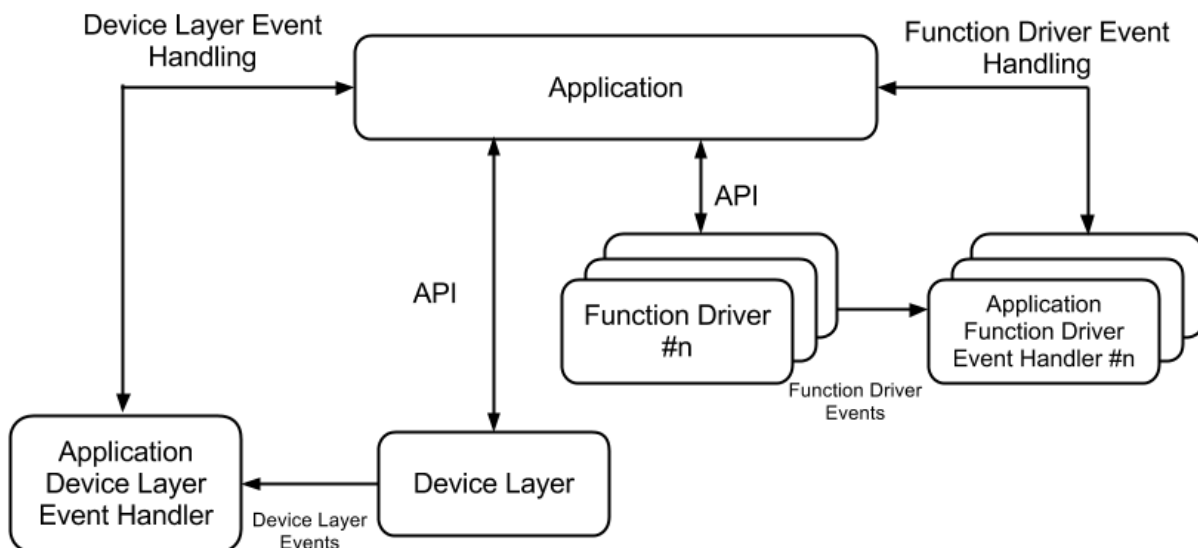 Device Layer Event
Handling
Function Driver Event
Handling
Application
API
API
Function Driver
#n
Application
Function Driver
Event Handler #n
Function Driver
Events
Application
Device Layer
Event Handler
Device Layer
Device Layer
Events